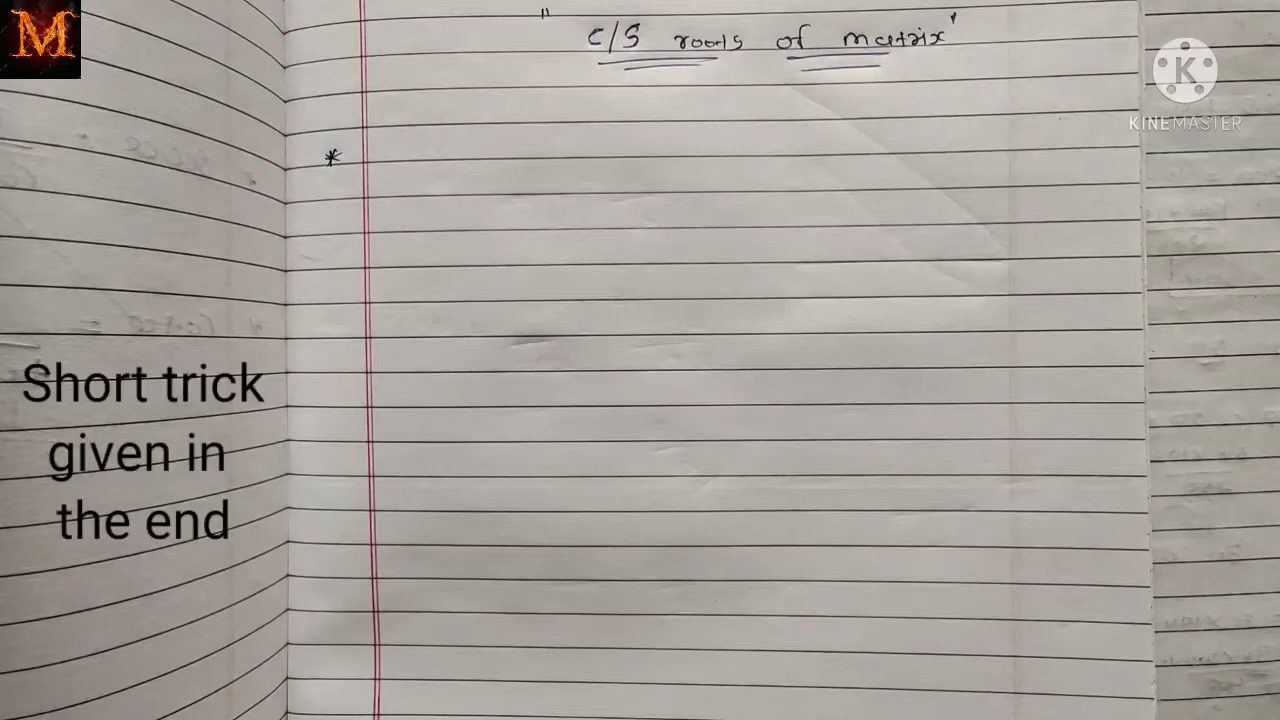 M
" C/S roots of matrix "
KINEMASTER
*
Short trick
given in
the end